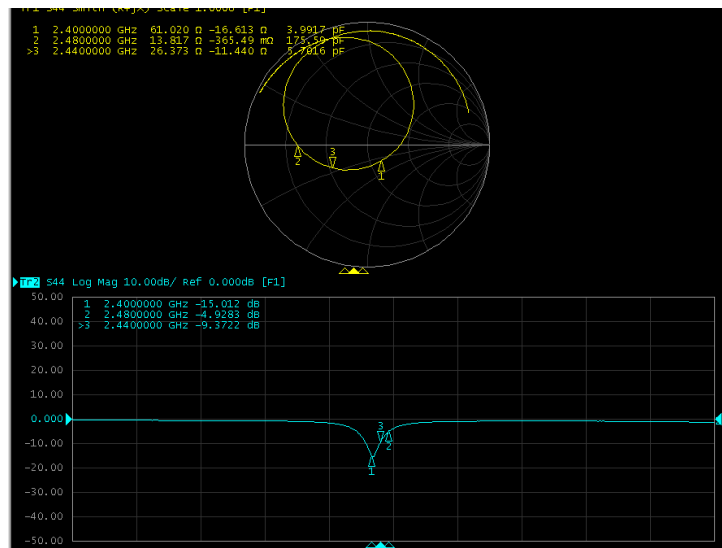 Tr1 S44 Smith (R+jX) Scale 1.0000 [F1]
1 2.4000000 GHz 61.020 Ω -16.613 Ω 3.9917 pF
2 2.4800000 GHz 13.817 Ω -365.49 mΩ 175.59 pF
>3 2.4400000 GHz 26.373 Ω -11.440 Ω 5.7016 pF
3
2
1
Tr2 S44 Log Mag 10.00dB/ Ref 0.000dB [F1]
50.00
1 2.4000000 GHz -15.012 dB
2 2.4800000 GHz -4.9283 dB
>3 2.4400000 GHz -9.3722 dB
40.00
30.00
20.00
10.00
0.000
3
-10.00
2
-20.00
1
-30.00
-40.00
-50.00